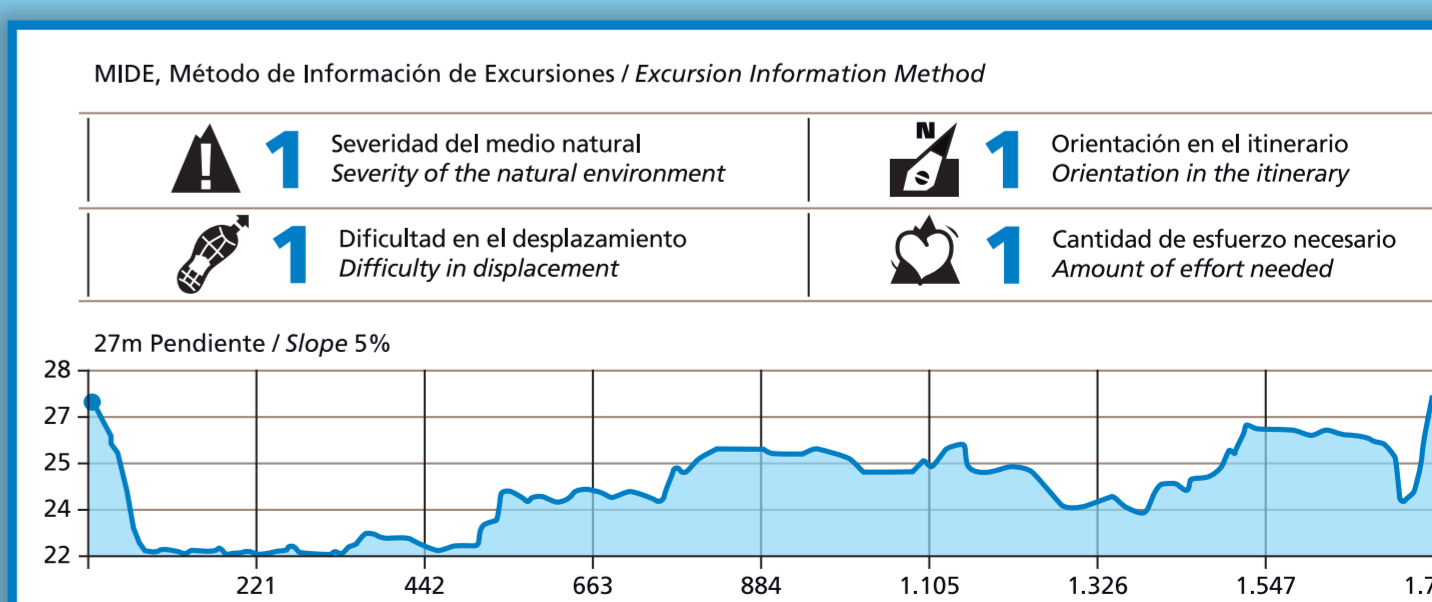 MIDE, Método de Información de Excursiones / Excursion Information Method
1 Severidad del medio natural
Severity of the natural environment
N 1 Orientación en el itinerario
Orientation in the itinerary
1 Dificultad en el desplazamiento
Difficulty in displacement
1 Cantidad de esfuerzo necesario
Amount of effort needed
27m Pendiente / Slope 5%
28
27
25
24
22
221 442 663 884 1.105 1.326 1.547